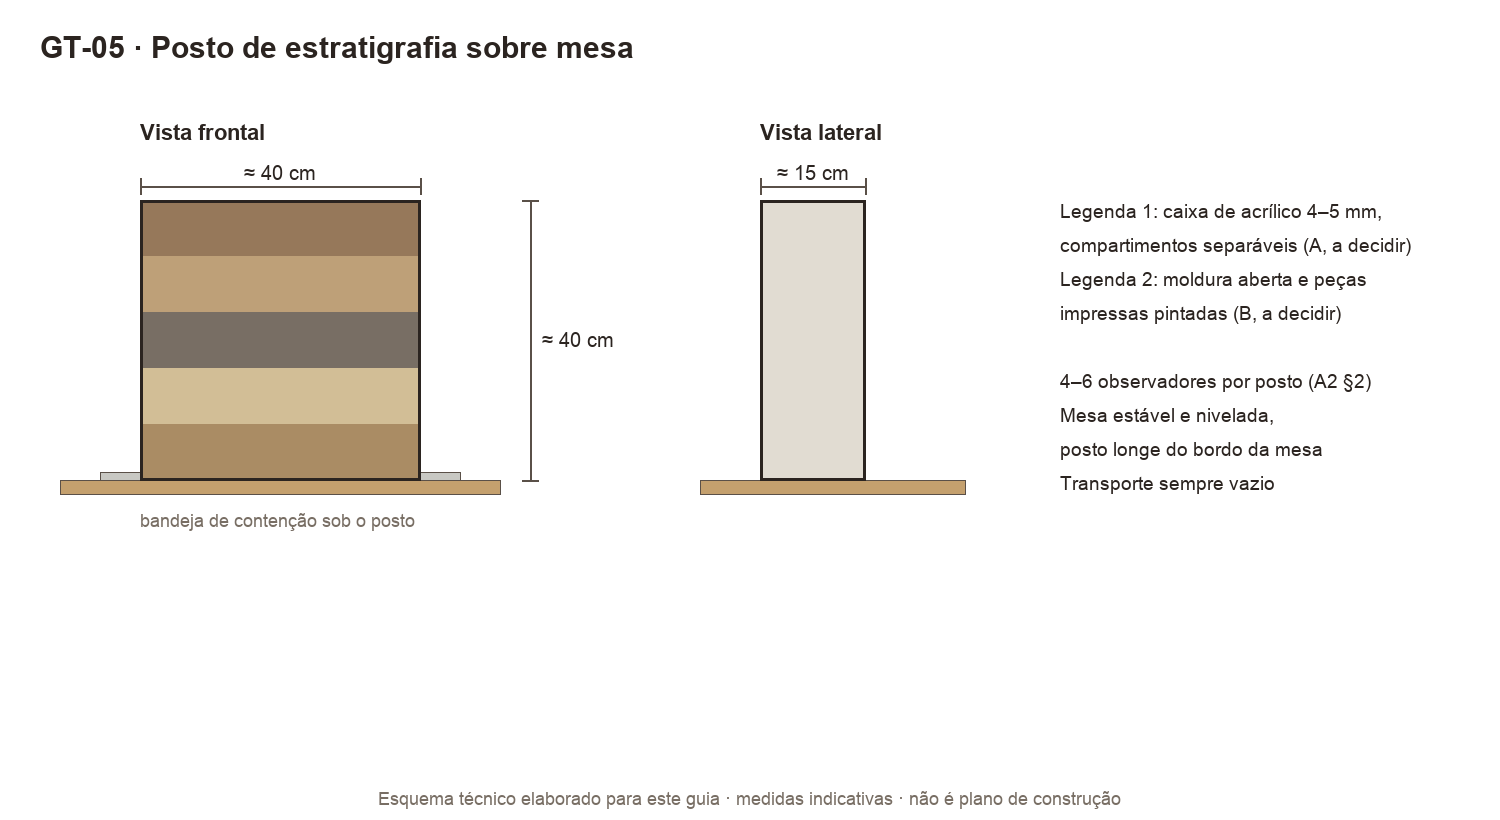 GT-05 · Posto de estratigrafia sobre mesa
Vista frontal
≈ 40 cm
≈ 40 cm
bandeja de contenção sob o posto
Vista lateral
≈ 15 cm
Legenda 1: caixa de acrílico 4–5 mm,
compartimentos separáveis (A, a decidir)
Legenda 2: moldura aberta e peças
impressas pintadas (B, a decidir)
4–6 observadores por posto (A2 §2)
Mesa estável e nivelada,
posto longe do bordo da mesa
Transporte sempre vazio
Esquema técnico elaborado para este guia · medidas indicativas · não é plano de construção